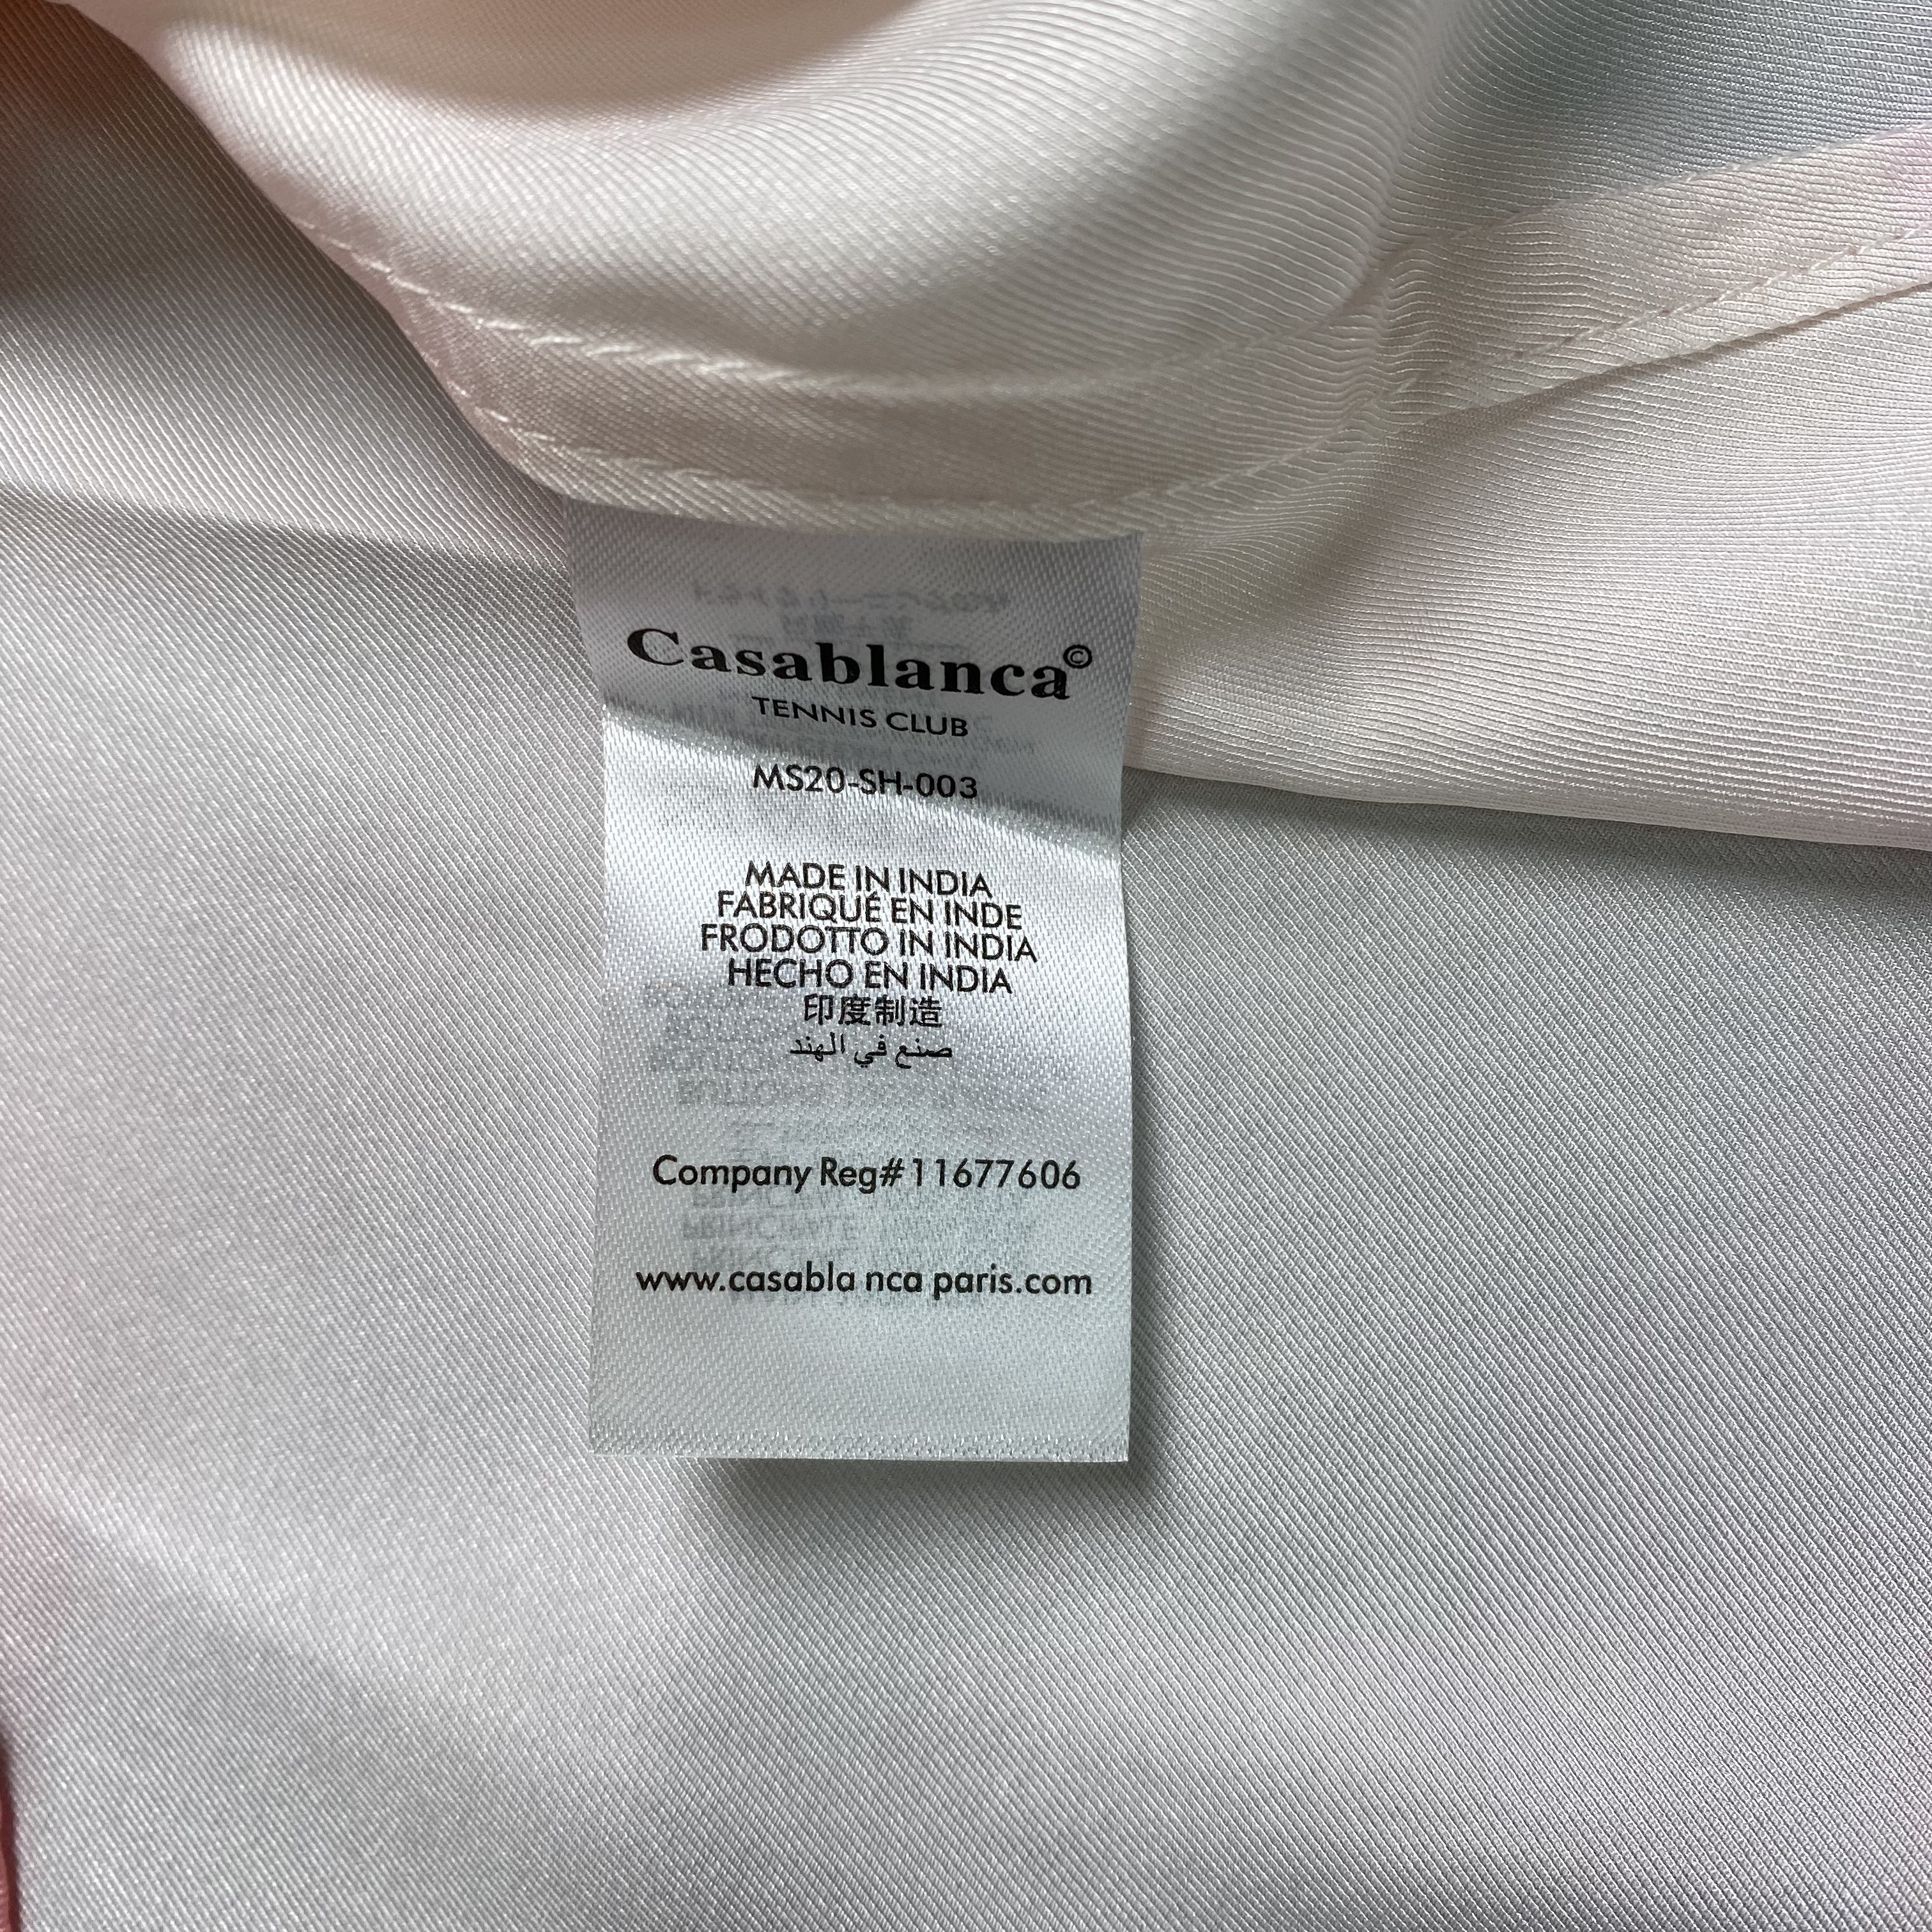 Casablanca©
TENNIS CLUB
MS20-SH-003
MADE IN INDIA
FABRIQUÉ EN INDE
FRODOTTO IN INDIA
HECHO EN INDIA
印度制造
صنع في الهند
Company Reg#11677606
www.casabla nca paris.com